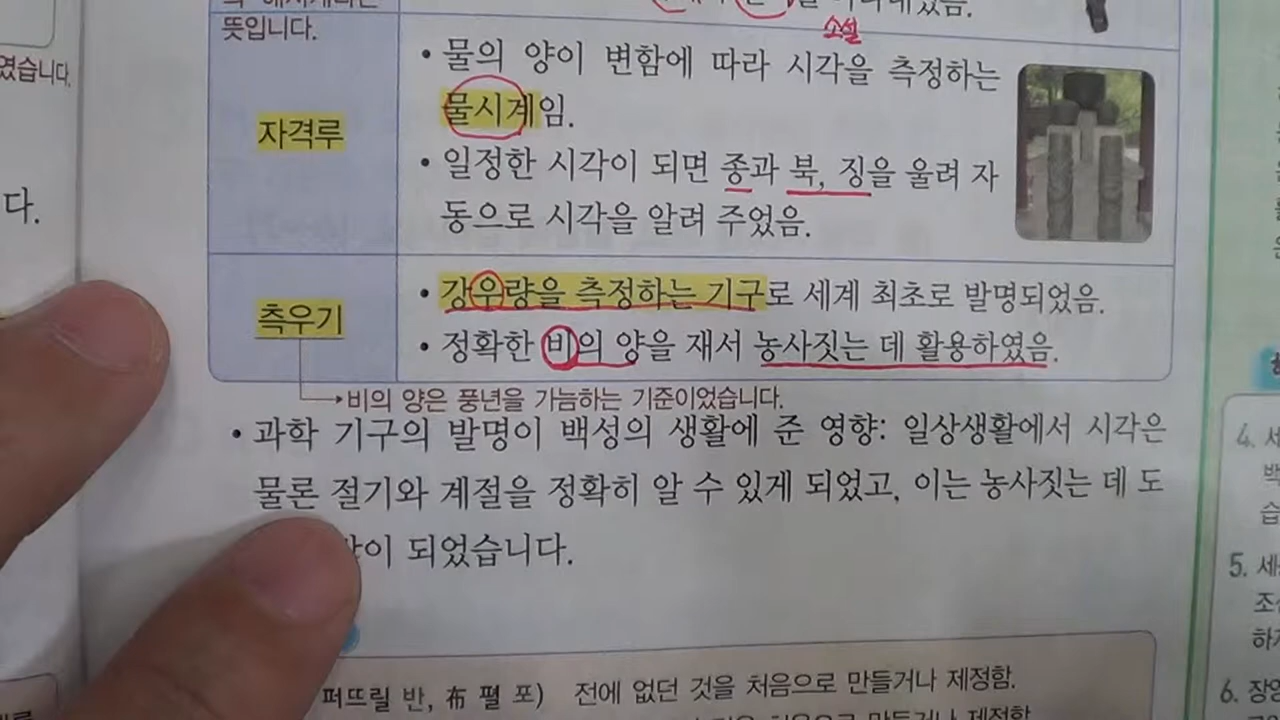 뜻입니다.
소설
였습니다.
다.
자격루
• 물의 양이 변함에 따라 시각을 측정하는
물시계임.
• 일정한 시각이 되면 종과 북, 징을 울려 자
동으로 시각을 알려 주었음.
측우기
• 강우량을 측정하는 기구로 세계 최초로 발명되었음.
• 정확한 비의 양을 재서 농사짓는 데 활용하였음.
비의 양은 풍년을 가늠하는 기준이었습니다.
• 과학 기구의 발명이 백성의 생활에 준 영향: 일상생활에서 시각은
물론 절기와 계절을 정확히 알 수 있게 되었고, 이는 농사짓는 데 도
이 되었습니다.
퍼뜨릴 반, 布 펼 포) 전에 없던 것을 처음으로 만들거나 제정함.
4.
5.
6.